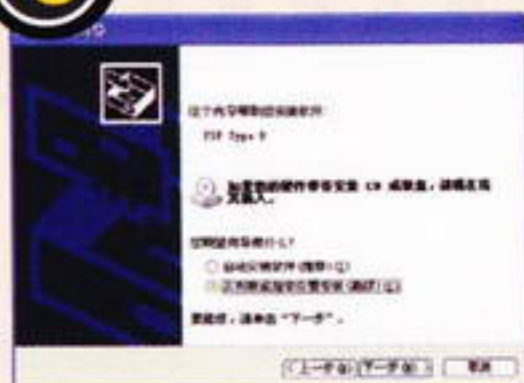 这个向导帮助您安装软件:
PSP Type B
如果您的硬件带有安装 CD 或软盘，请现在将
其插入。
您期望向导做什么?
自动安装软件(推荐)(I)
从列表或指定位置安装(高级)(S)
要继续，请单击“下一步”。
<上一步(B) 下一步(N)> 取消